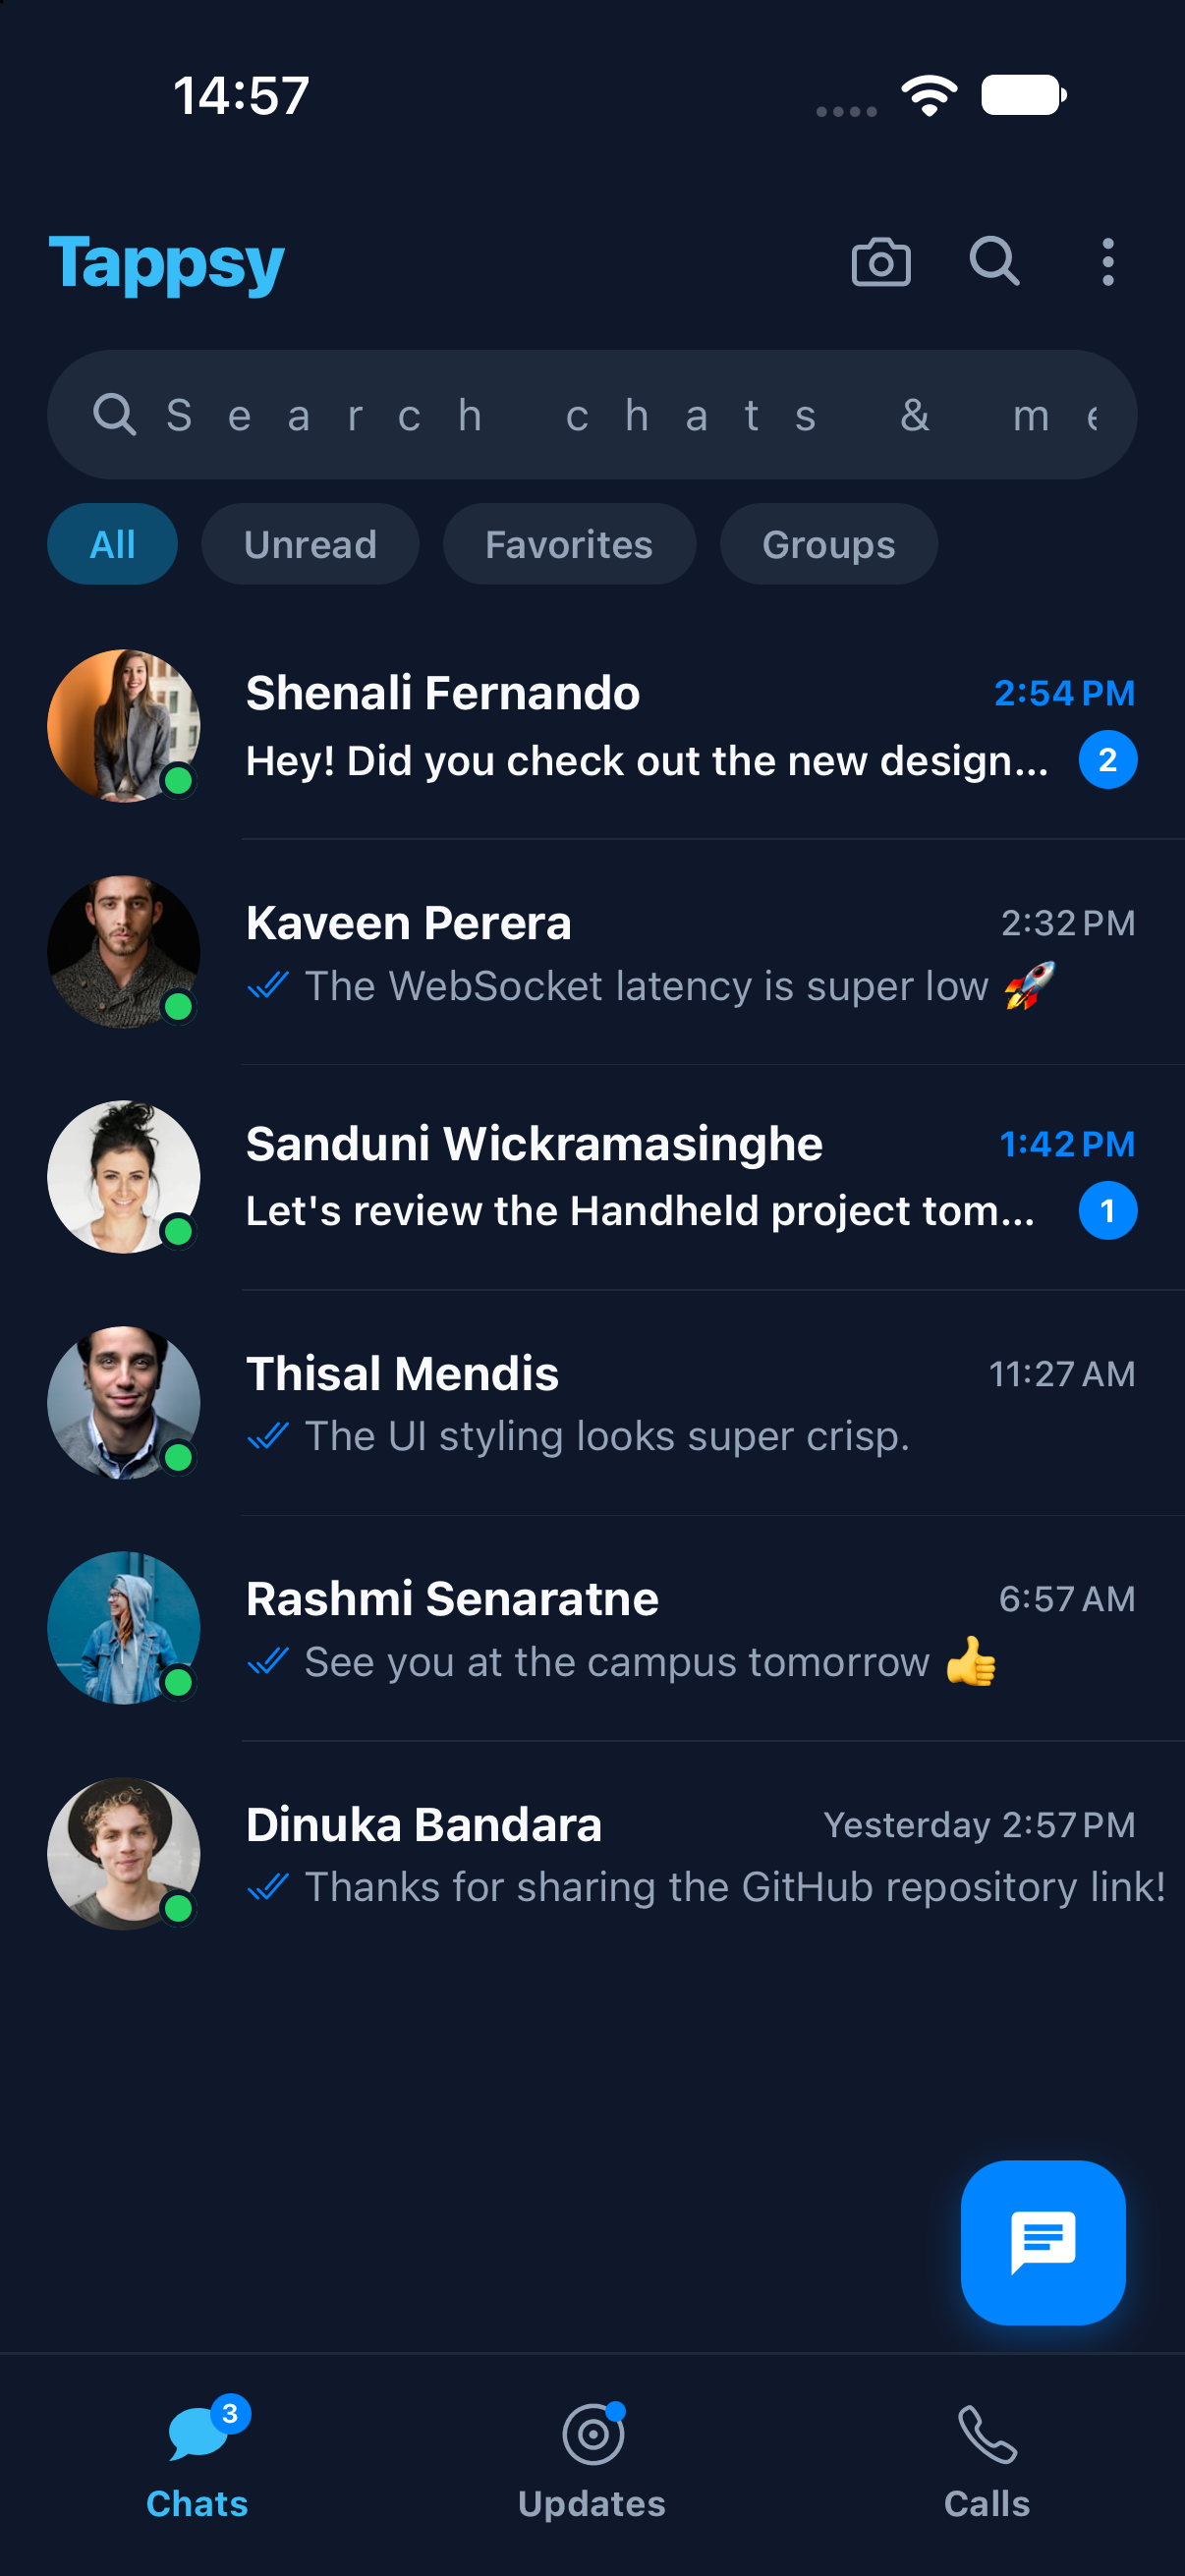 14:57
Tappsy
Search chats & me
All Unread Favorites Groups
Shenali Fernando 2:54 PM
Hey! Did you check out the new design... 2
Kaveen Perera 2:32 PM
The WebSocket latency is super low 🚀
Sanduni Wickramasinghe 1:42 PM
Let's review the Handheld project tom... 1
Thisal Mendis 11:27 AM
The UI styling looks super crisp.
Rashmi Senaratne 6:57 AM
See you at the campus tomorrow 👍
Dinuka Bandara Yesterday 2:57 PM
Thanks for sharing the GitHub repository link!
3
Chats Updates Calls